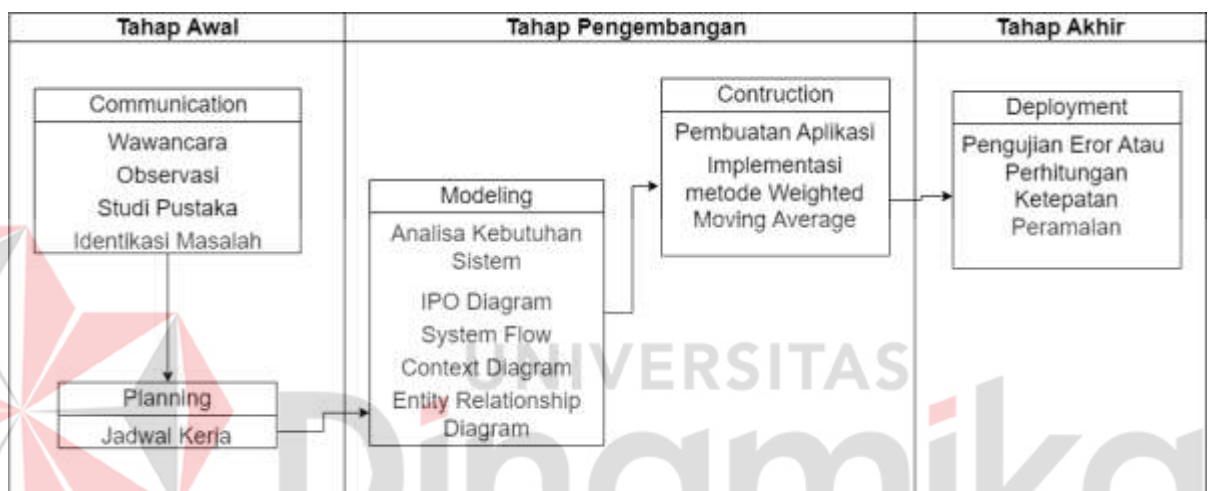 Tahap Awal
Tahap Pengembangan
Tahap Akhir
Communication
Wawancara
Observasi
Studi Pustaka
Identikasi Masalah
Planning
Jadwal Kerja
Modeling
Analisa Kebutuhan
Sistem
IPO Diagram
System Flow
Context Diagram
Entity Relationship
Diagram
Contruction
Pembuatan Aplikasi
Implementasi
metode Weighted
Moving Average
Deployment
Pengujian Eror Atau
Perhitungan
Ketepatan
Peramalan
UNIVERSITAS
Dinamika